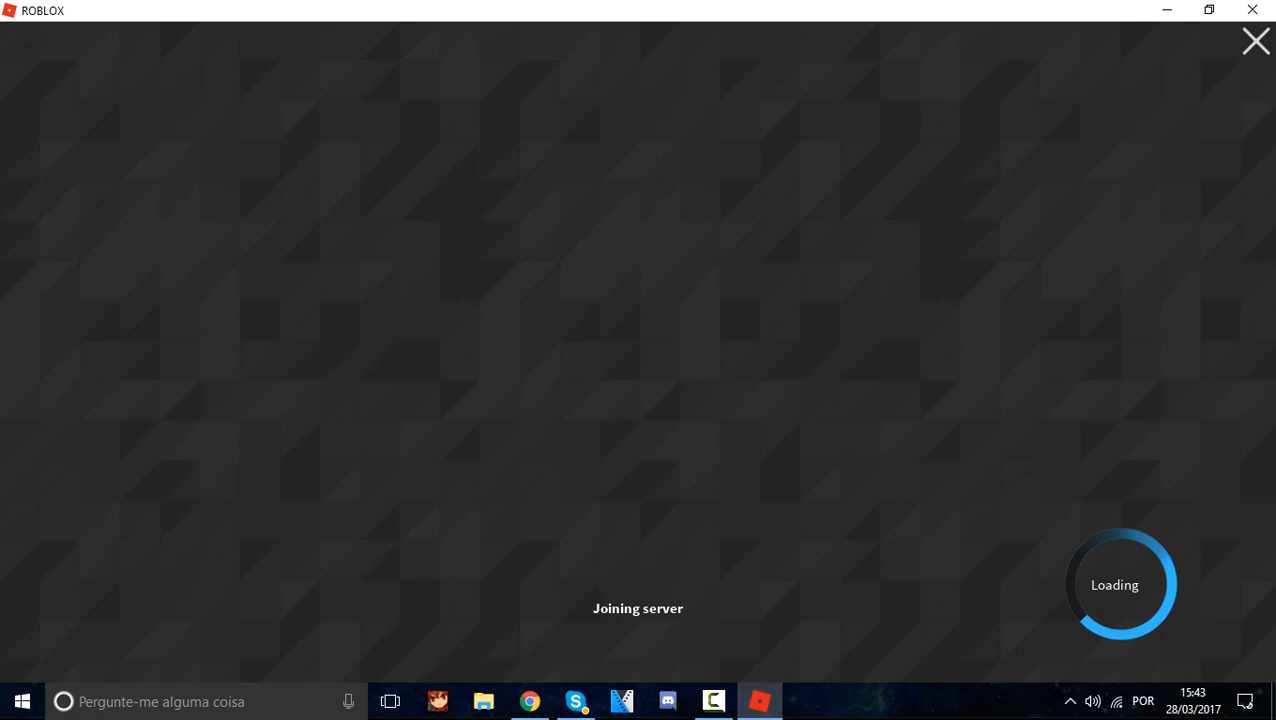 ROBLOX
Loading
Joining server
Pergunte-me alguma coisa
POR
15:43
28/03/2017